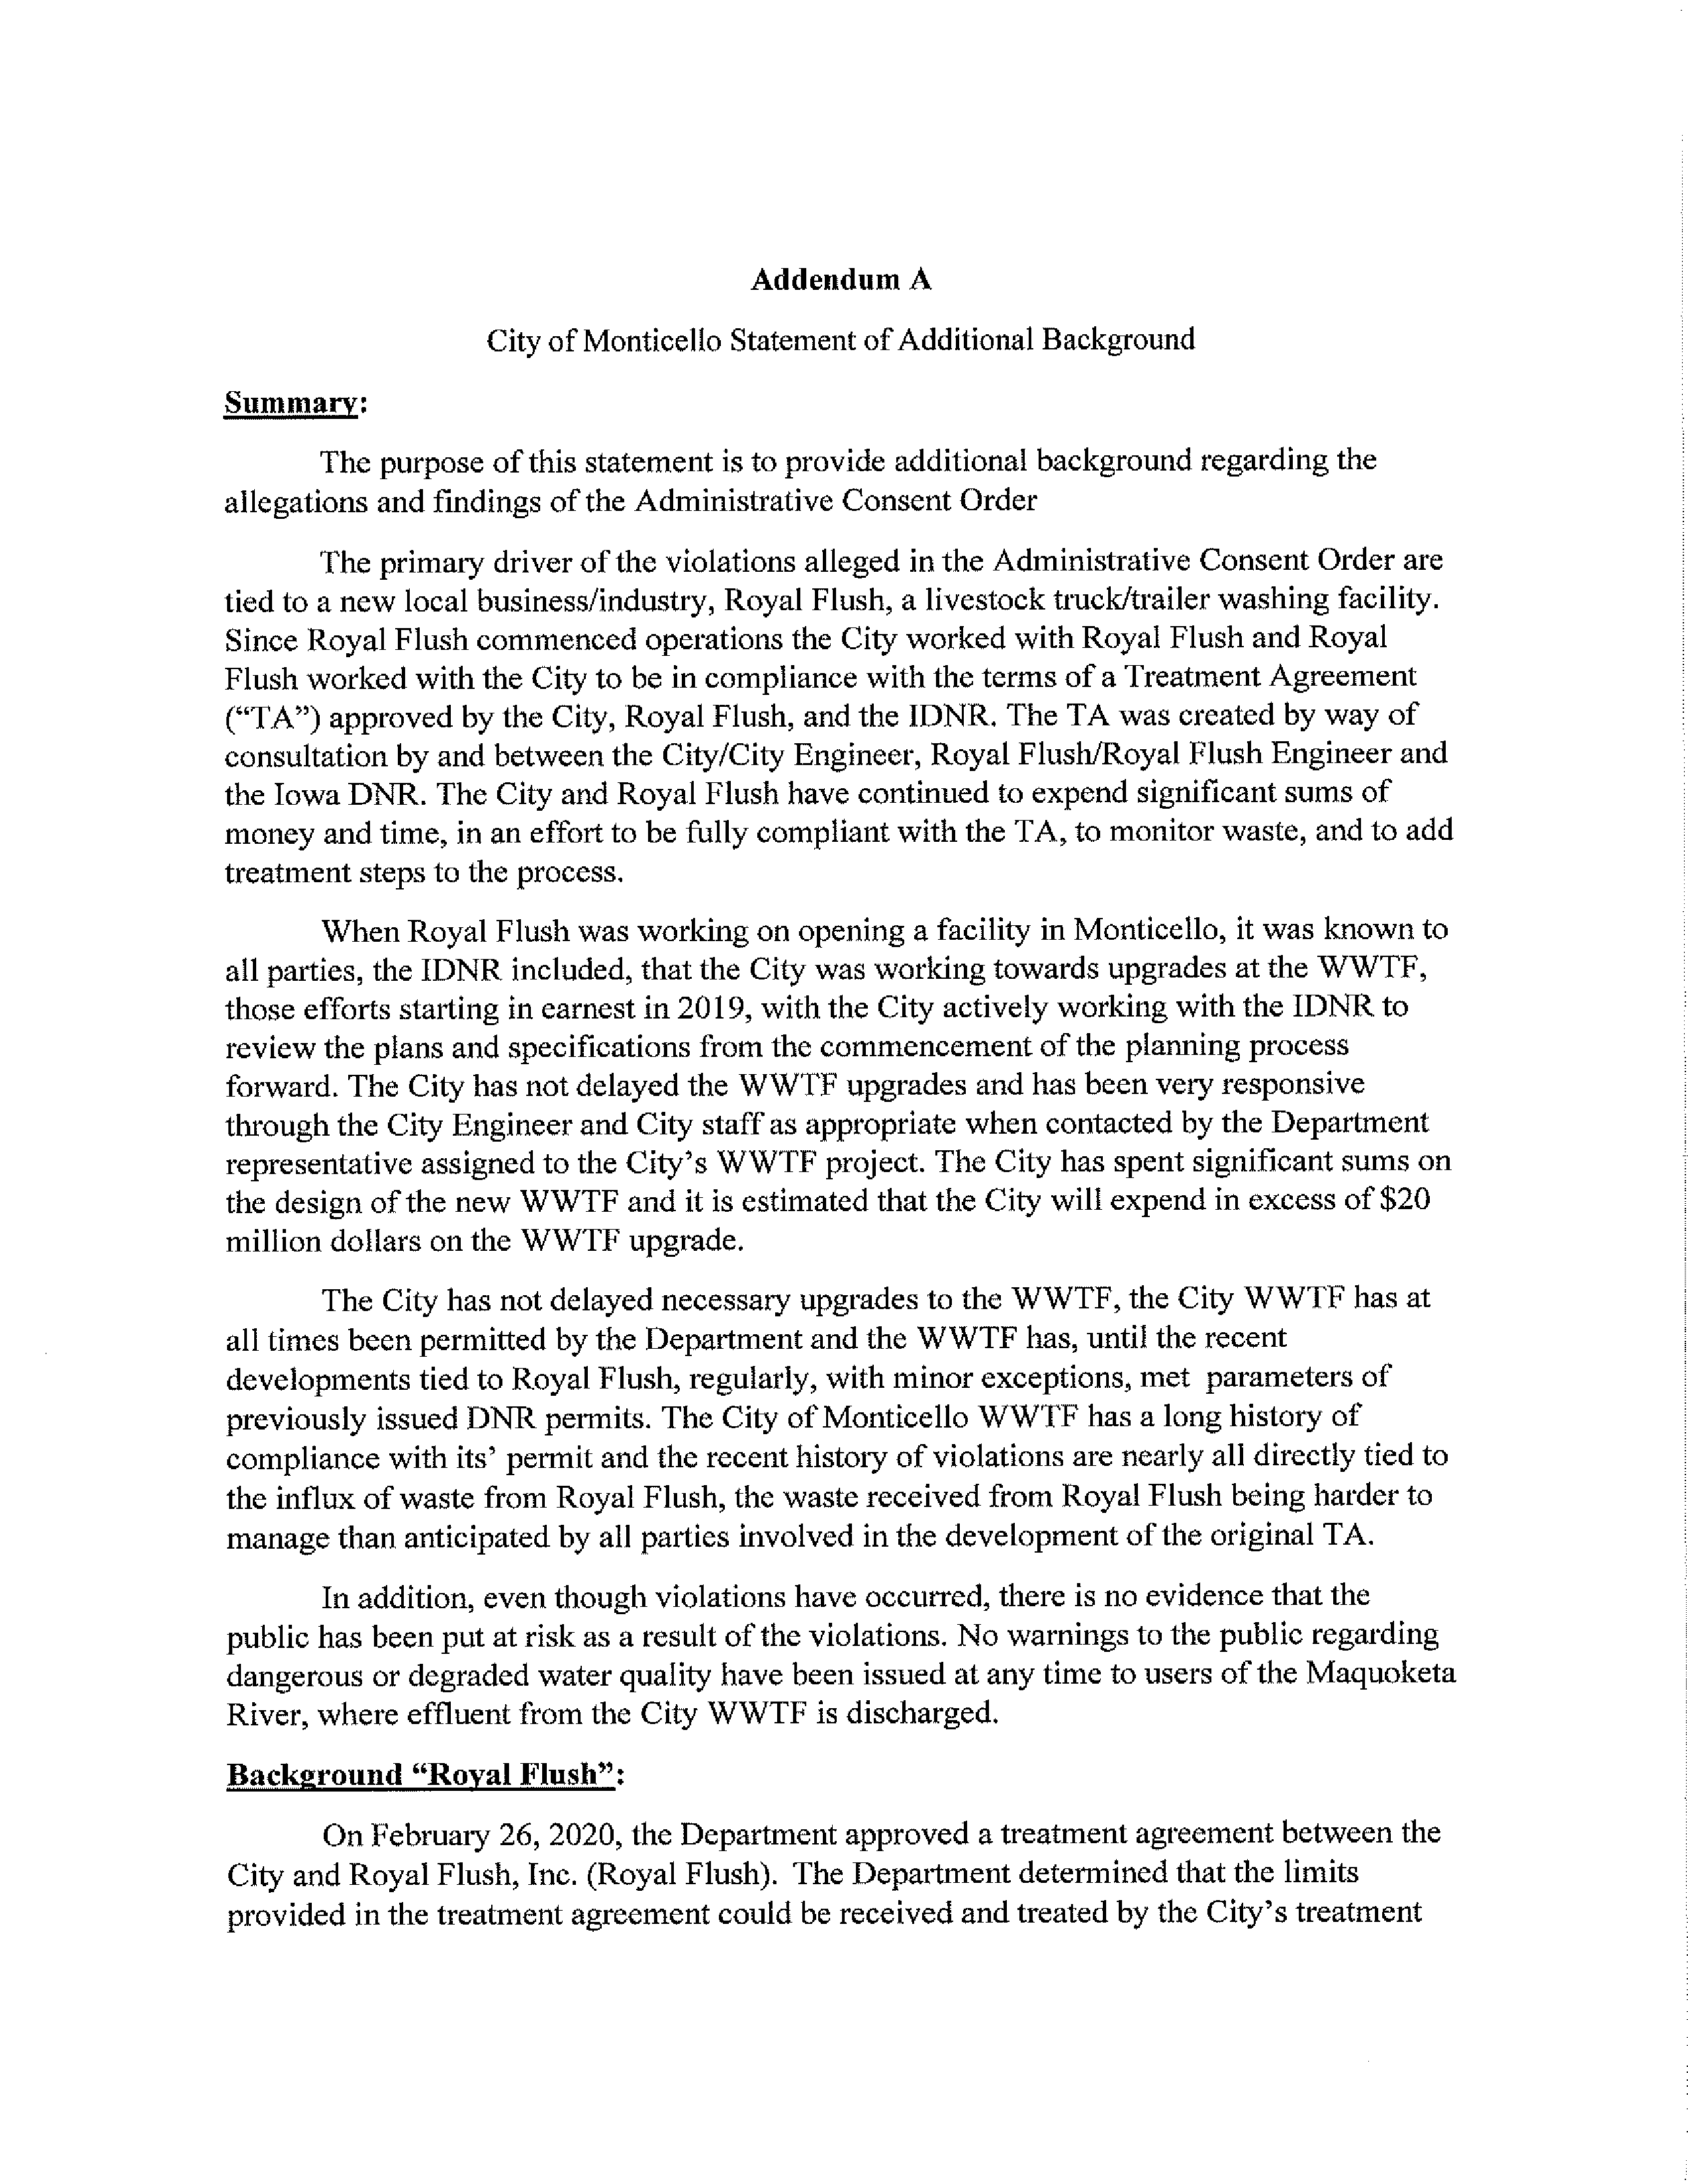 Addendum A
City of Monticello Statement of Additional Background
Summary:
The purpose of this statement is to provide additional background regarding the
allegations and findings of the Administrative Consent Order
The primary driver of the violations alleged in the Administrative Consent Order are
tied to a new local business/industry, Royal Flush, a livestock truck/trailer washing facility.
Since Royal Flush commenced operations the City worked with Royal Flush and Royal
Flush worked with the City to be in compliance with the terms of a Treatment Agreement
(“TA”) approved by the City, Royal Flush, and the IDNR. The TA was created by way of
consultation by and between the City/City Engineer, Royal Flush/Royal Flush Engineer and
the Iowa DNR. The City and Royal Flush have continued to expend significant sums of
money and time, in an effort to be fully compliant with the TA, to monitor waste, and to add
treatment steps to the process.
When Royal Flush was working on opening a facility in Monticello, it was known to
all parties, the IDNR included, that the City was working towards upgrades at the WWTF,
those efforts starting in earnest in 2019, with the City actively working with the IDNR to
review the plans and specifications from the commencement of the planning process
forward. The City has not delayed the WWTF upgrades and has been very responsive
through the City Engineer and City staff as appropriate when contacted by the Department
representative assigned to the City’s WWTF project. The City has spent significant sums on
the design of the new WWTF and it is estimated that the City will expend in excess of $20
million dollars on the WWTF upgrade.
The City has not delayed necessary upgrades to the WWTF, the City WWTF has at
all times been permitted by the Department and the WWTF has, until the recent
developments tied to Royal Flush, regularly, with minor exceptions, met parameters of
previously issued DNR permits. The City of Monticello WWTF has a long history of
compliance with its’ permit and the recent history of violations are nearly all directly tied to
the influx of waste from Royal Flush, the waste received from Royal Flush being harder to
manage than anticipated by all parties involved in the development of the original TA.
In addition, even though violations have occurred, there is no evidence that the
public has been put at risk as a result of the violations. No warnings to the public regarding
dangerous or degraded water quality have been issued at any time to users of the Maquoketa
River, where effluent from the City WWTF is discharged.
Background “Royal Flush”:
On February 26, 2020, the Department approved a treatment agreement between the
City and Royal Flush, Inc. (Royal Flush). The Department determined that the limits
provided in the treatment agreement could be received and treated by the City’s treatment